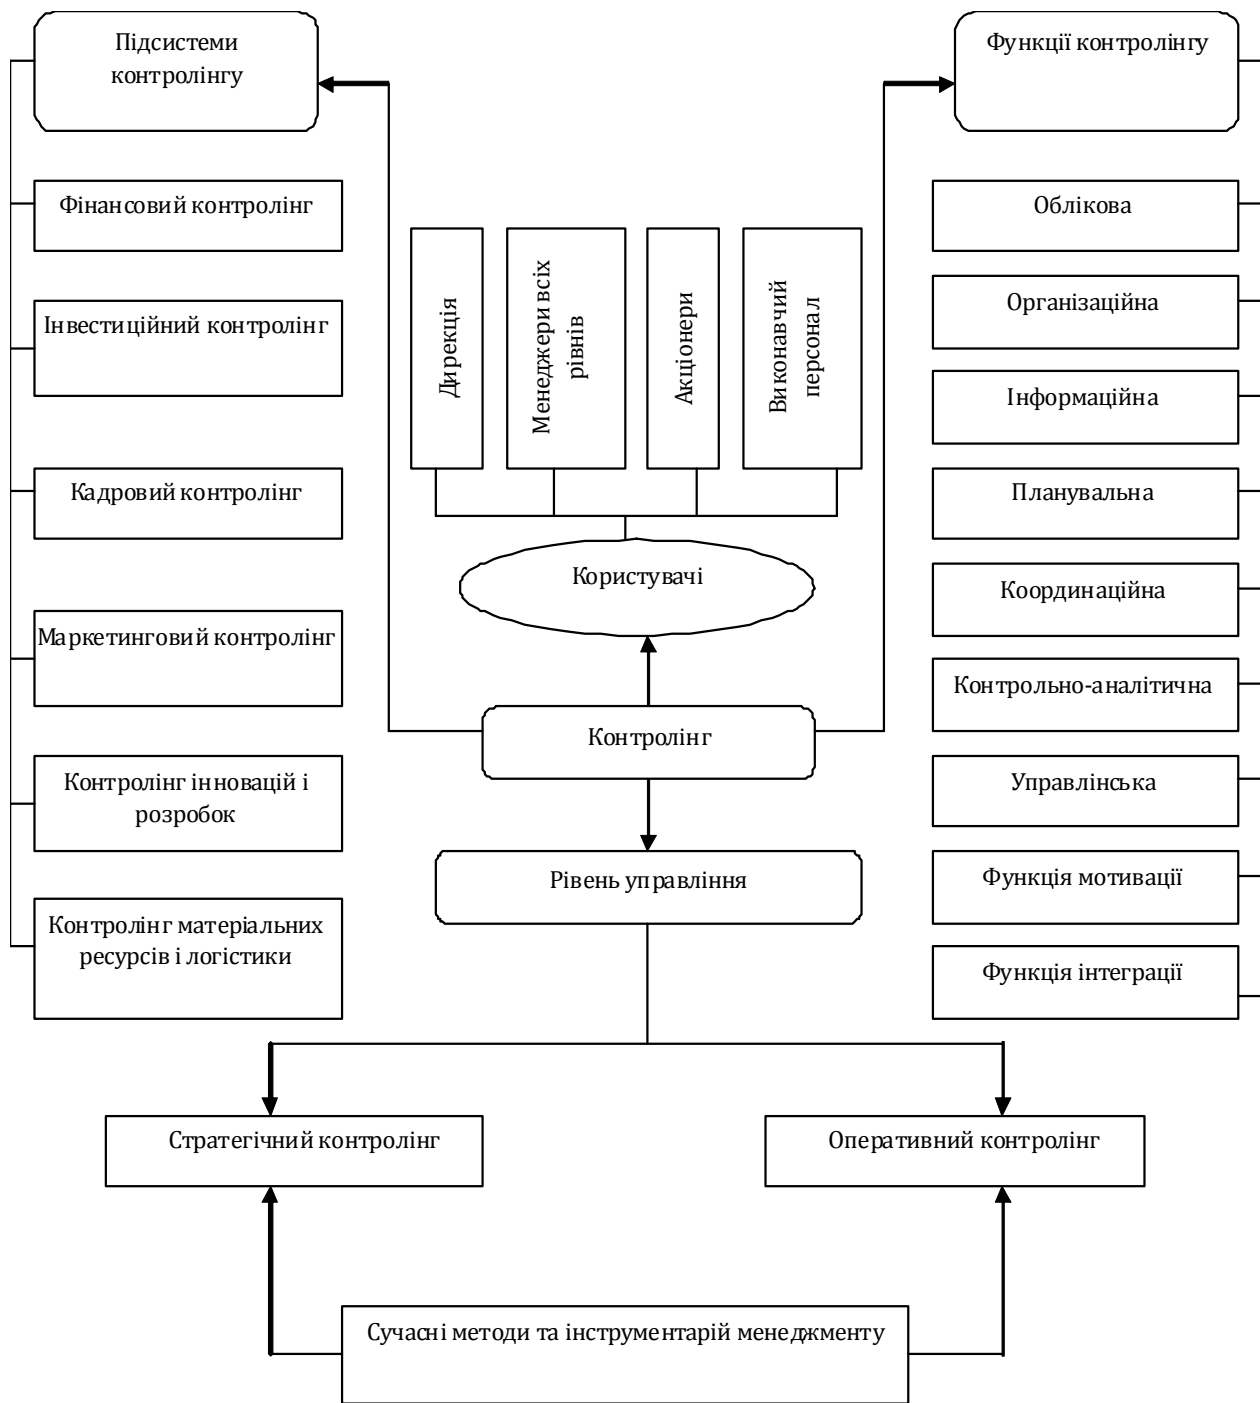 Підсистеми
контролінгу
Функції контролінгу
Фінансовий контролінг
Інвестиційний контролінг
Кадровий контролінг
Маркетинговий контролінг
Контролінг інновацій і
розробок
Контролінг матеріальних
ресурсів і логістики
Дирекція
Менеджери всіх
рівнів
Акціонери
Виконавчий
персонал
Користувачі
Контролінг
Рівень управління
Облікова
Організаційна
Інформаційна
Планувальна
Координаційна
Контрольно-аналітична
Управлінська
Функція мотивації
Функція інтеграції
Стратегічний контролінг
Оперативний контролінг
Сучасні методи та інструментарій менеджменту